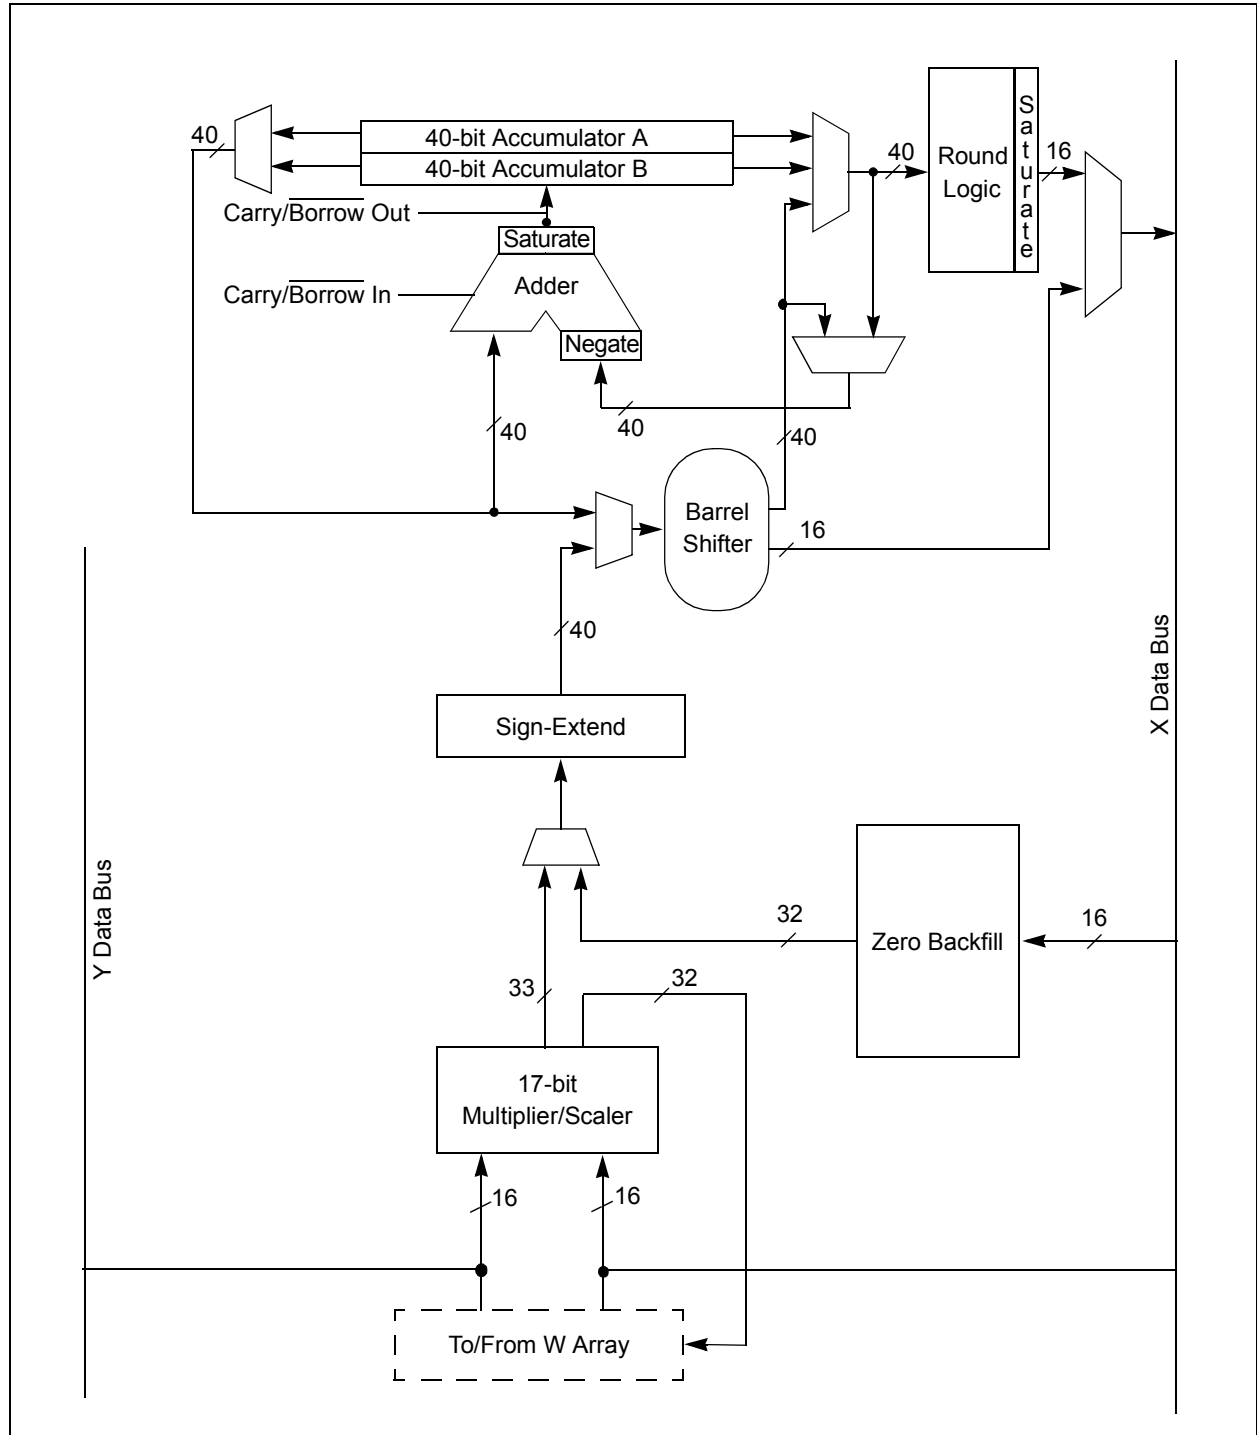 40
40-bit Accumulator A
40-bit Accumulator B
Carry/Borrow Out
Saturate
Carry/Borrow In
Adder
Negate
40
Round
Logic
Saturate
16
40
40
40
Barrel
Shifter
16
40
Sign-Extend
X Data Bus
Y Data Bus
32
Zero Backfill
16
33
32
17-bit
Multiplier/Scaler
16
16
To/From W Array